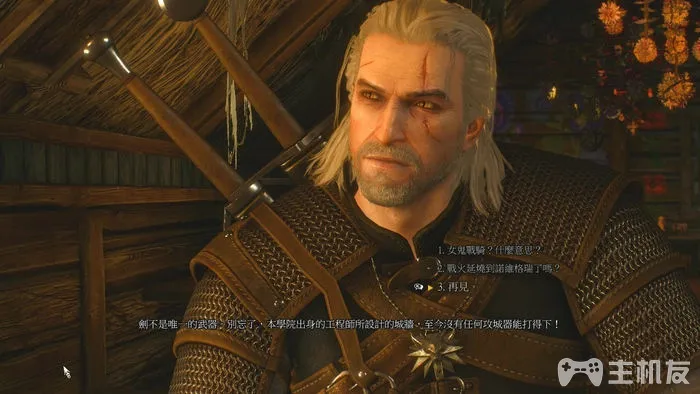 1. 女鬼戰騎？什麼意思？
2. 戰火延燒到諾維格瑞了嗎？
3. 再見
劍不是唯一的武器。別忘了，本學院出身的工程師所設計的城牆，至今沒有任何攻城器能打得下！
主机友